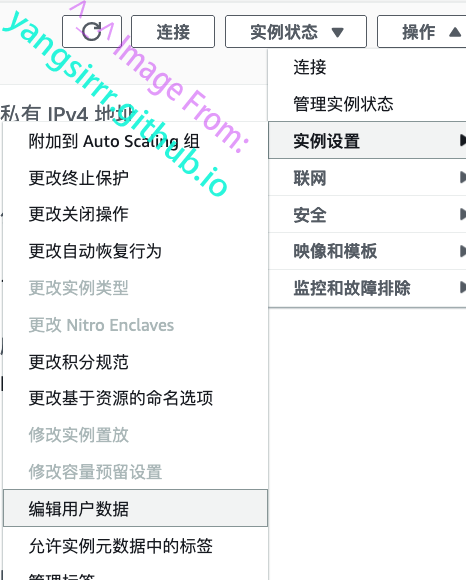 连接
实例状态
操作
^_^ Image From:
yangsirrr.github.io
私有 IPv4 地址
连接
管理实例状态
实例设置
联网
安全
映像和模板
监控和故障排除
附加到 Auto Scaling 组
更改终止保护
更改关闭操作
更改自动恢复行为
更改实例类型
更改 Nitro Enclaves
更改积分规范
更改基于资源的命名选项
修改实例置放
修改容量预留设置
编辑用户数据
允许实例元数据中的标签
管理标签